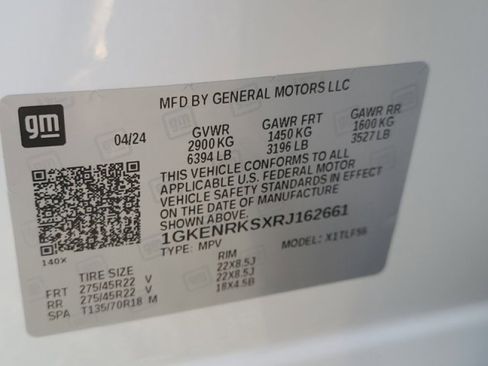 MFD BY GENERAL MOTORS LLC
gm
04/24
GVWR GAWR FRT GAWR RR
2900 KG 1450 KG 1600 KG
6394 LB 3196 LB 3527 LB
THIS VEHICLE CONFORMS TO ALL
APPLICABLE U.S. FEDERAL MOTOR
VEHICLE SAFETY STANDARDS IN EFFECT
ON THE DATE OF MANUFACTURE
SHOWN ABOVE.
1GKENRKSXRJ162661
140X
TYPE: MPV MODEL: X1TLF56
TIRE SIZE RIM
FRT 275/45R22 V 22X8.5J
RR 275/45R22 V 22X8.5J
SPA T135/70R18 M 18X4.5B